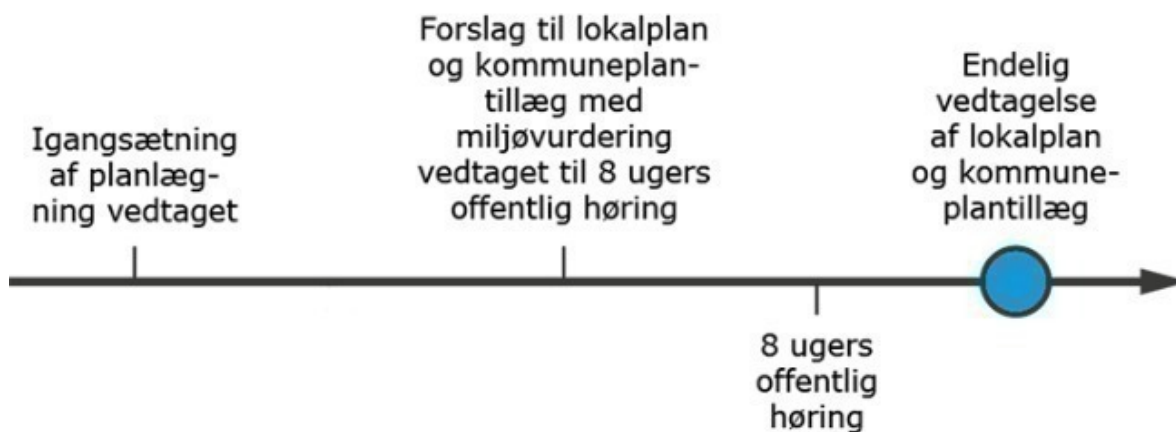 Igangsætning
af planlæg-
ning vedtaget
Forslag til lokalplan
og kommuneplan-
tillæg med
miljøvurdering
vedtaget til 8 ugers
offentlig høring
8 ugers
offentlig
høring
Endelig
vedtagelse
af lokalplan
og kommune-
plantillæg